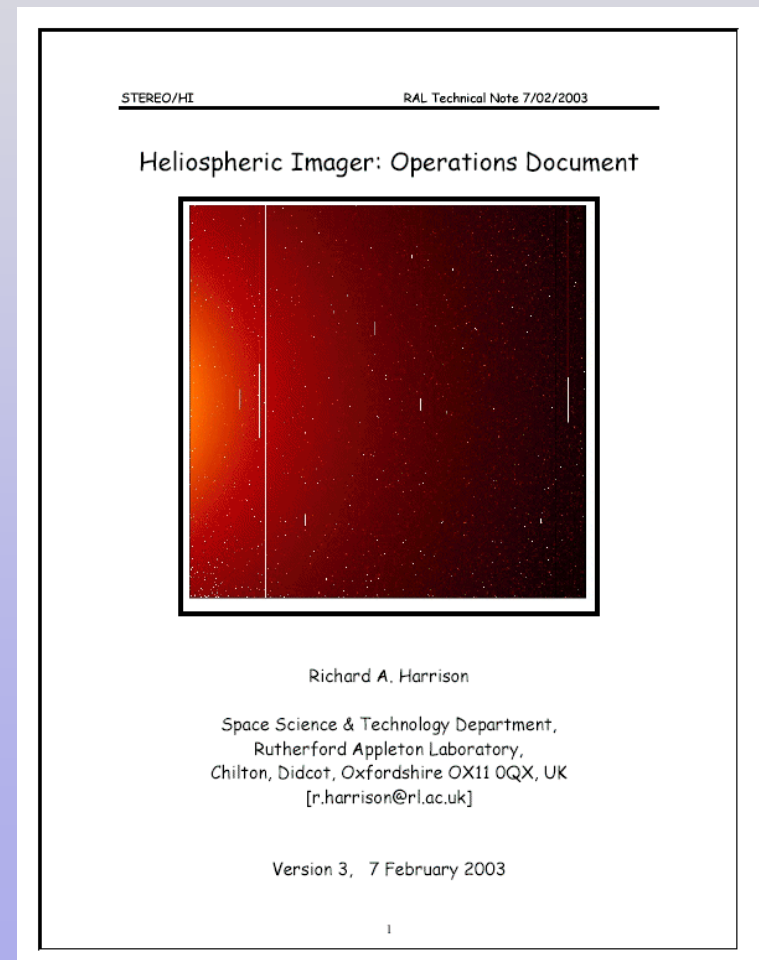 STEREO/HI RAL Technical Note 7/02/2003
Heliospheric Imager: Operations Document
Richard A. Harrison
Space Science & Technology Department,
Rutherford Appleton Laboratory,
Chilton, Didcot, Oxfordshire OX11 0QX, UK
[r.harrison@rl.ac.uk]
Version 3, 7 February 2003
1